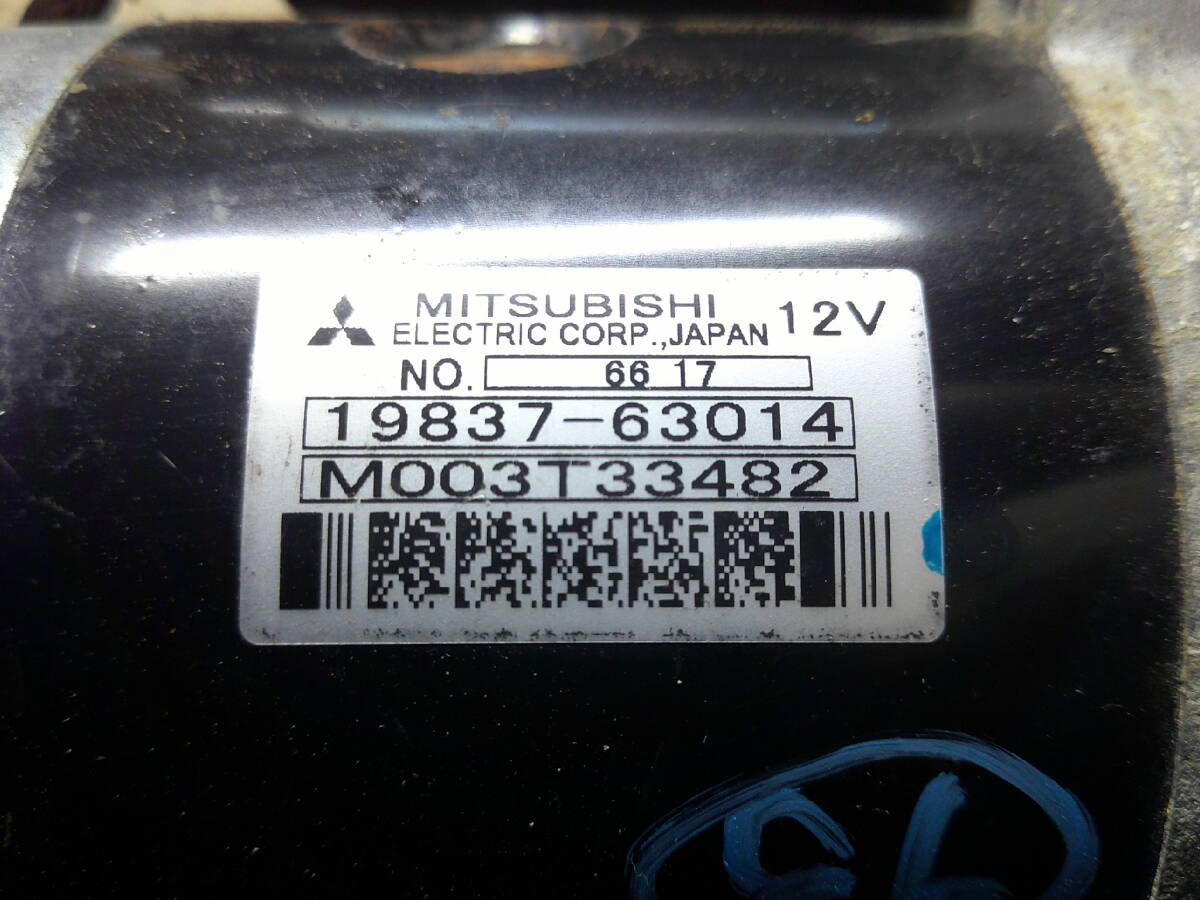 MITSUBISHI
ELECTRIC CORP.,JAPAN 12V
NO. 66 17
19837-63014
M003T33482